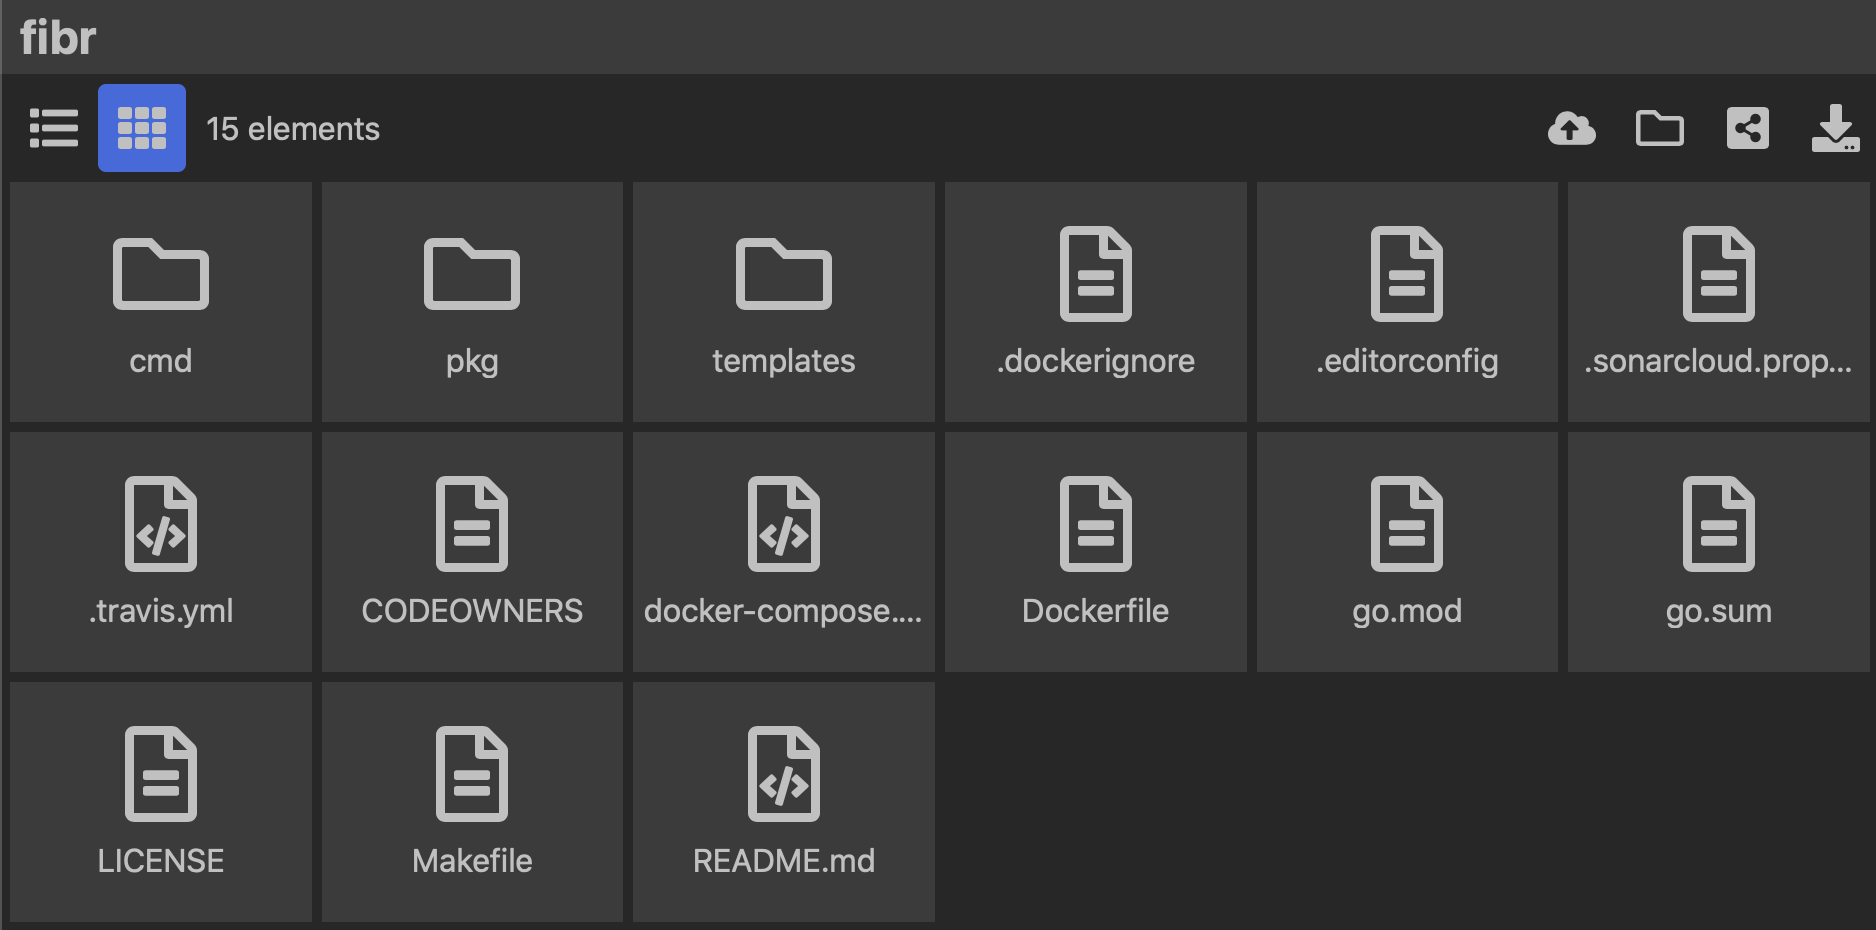 fibr
15 elements
cmd
pkg
templates
.dockerignore
.editorconfig
.sonarcloud.prop...
.travis.yml
CODEOWNERS
docker-compose....
Dockerfile
go.mod
go.sum
LICENSE
Makefile
README.md